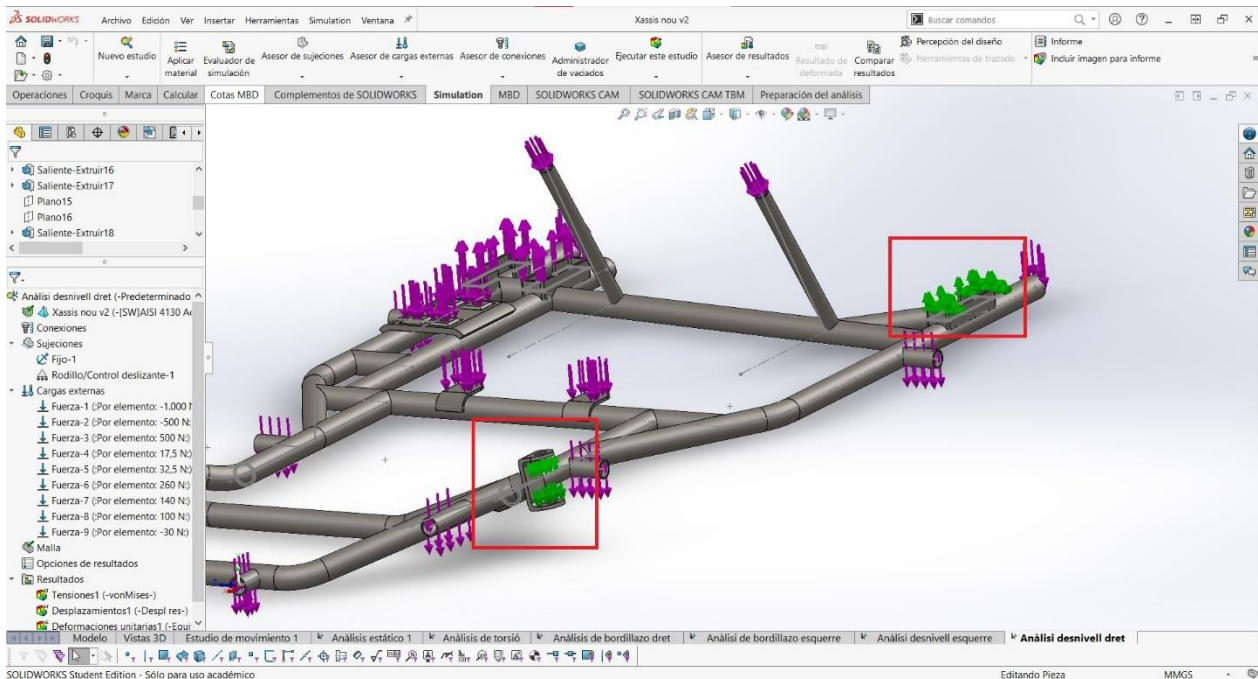 SOLIDWORKS Archivo Edición Ver Insertar Herramientas Simulation Ventana Xassis nou v2 Buscar comandos
Nuevo estudio
Aplicar material
Evaluador de simulación
Asesor de sujeciones
Asesor de cargas externas
Asesor de conexiones
Administrador de vaciados
Ejecutar este estudio
Asesor de resultados
Resultado de deformada
Comparar resultados
Percepción del diseño
Herramientas de trazado
Informe
Incluir imagen para informe
Operaciones Croquis Marca Calcular Cotas MBD Complementos de SOLIDWORKS Simulation MBD SOLIDWORKS CAM SOLIDWORKS CAM TBM Preparación del análisis
Saliente-Extruir16
Saliente-Extruir17
Plano15
Plano16
Saliente-Extruir18
Anàlisi desnivell dret (-Predeterminado
Xassis nou v2 (-[SW]AISI 4130 Ac
Conexiones
Sujeciones
Fijo-1
Rodillo/Control deslizante-1
Cargas externas
Fuerza-1 (:Por elemento: -1.000 N
Fuerza-2 (:Por elemento: -500 N:
Fuerza-3 (:Por elemento: 500 N:)
Fuerza-4 (:Por elemento: 17,5 N:)
Fuerza-5 (:Por elemento: 32,5 N:)
Fuerza-6 (:Por elemento: 260 N:)
Fuerza-7 (:Por elemento: 140 N:)
Fuerza-8 (:Por elemento: 100 N:)
Fuerza-9 (:Por elemento: -30 N:)
Malla
Opciones de resultados
Resultados
Tensiones1 (-vonMises-)
Desplazamientos1 (-Despl res-)
Deformaciones unitarias1 (-Equi
Modelo Vistas 3D Estudio de movimiento 1 Anàlisis estático 1 Anàlisis de torsió Anàlisis de bordillazo dret Anàlisi de bordillazo esquerre Anàlisi desnivell esquerre Anàlisi desnivell dret
SOLIDWORKS Student Edition - Sólo para uso académico Editando Pieza MMGS